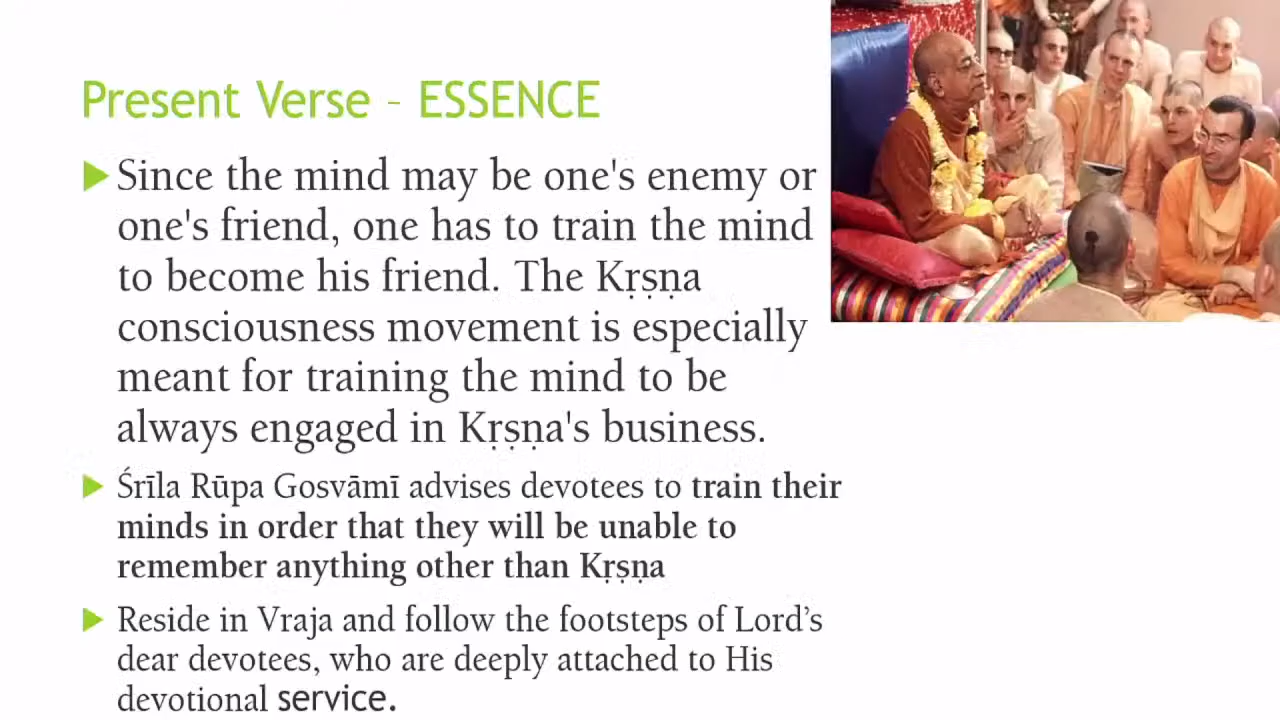 Present Verse – ESSENCE
Since the mind may be one's enemy or
one's friend, one has to train the mind
to become his friend. The Kṛṣṇa
consciousness movement is especially
meant for training the mind to be
always engaged in Kṛṣṇa's business.
Śrīla Rūpa Gosvāmī advises devotees to train their
minds in order that they will be unable to
remember anything other than Kṛṣṇa
Reside in Vraja and follow the footsteps of Lord’s
dear devotees, who are deeply attached to His
devotional service.